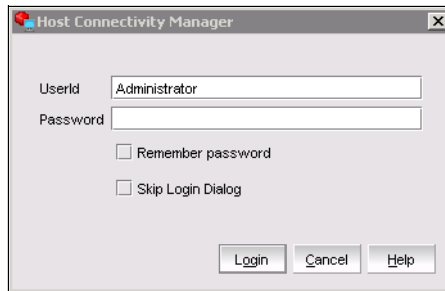 Host Connectivity Manager
UserId Administrator
Password
Remember password
Skip Login Dialog
Login Cancel Help